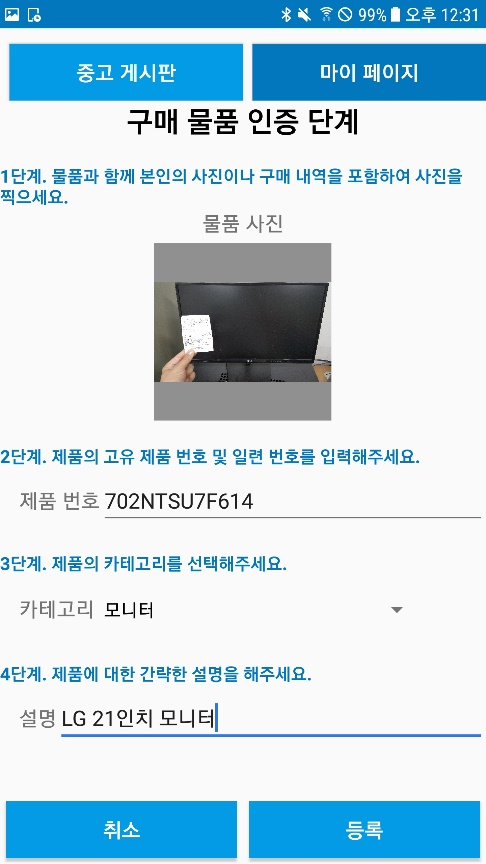 99% 오후 12:31
중고 게시판 마이 페이지
구매 물품 인증 단계
1단계. 물품과 함께 본인의 사진이나 구매 내역을 포함하여 사진을
찍으세요.
물품 사진
2단계. 제품의 고유 제품 번호 및 일련 번호를 입력해주세요.
제품 번호 702NTSU7F614
3단계. 제품의 카테고리를 선택해주세요.
카테고리 모니터
4단계. 제품에 대한 간략한 설명을 해주세요.
설명 LG 21인치 모니터
취소 등록